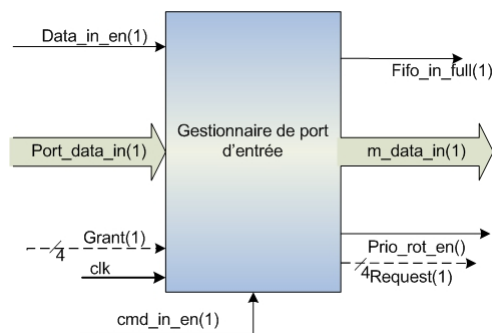 Data_in_en(1)
Fifo_in_full(1)
Gestionnaire de port
d'entrée
Port_data_in(1)
m_data_in(1)
Grant(1)
4
clk
Prio_rot_en()
4
Request(1)
cmd_in_en(1)